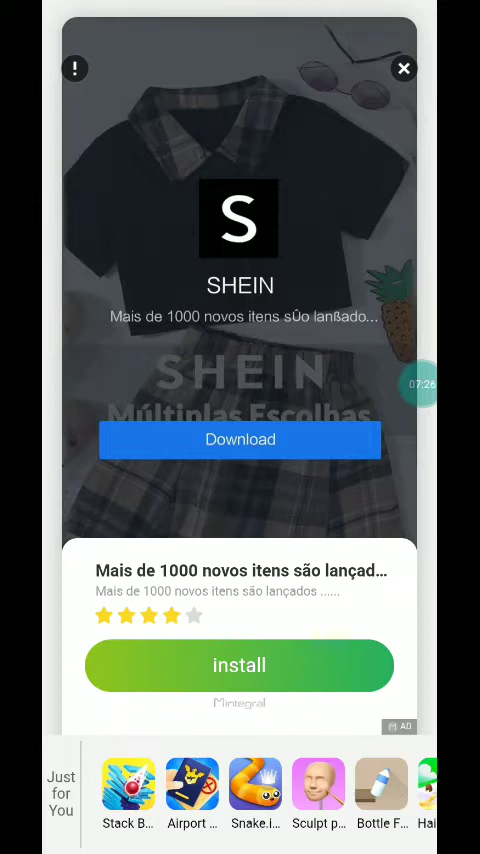 !
S
SHEIN
Mais de 1000 novos itens sûo lanßado...
SHEIN
Múltiplas Escolhas
07:26
Download
Mais de 1000 novos itens são lançad...
Mais de 1000 novos itens são lançados ......
install
Mintegral
AD
Just for You
Stack B...
Airport ...
Snake.i...
Sculpt p...
Bottle F...
Hai